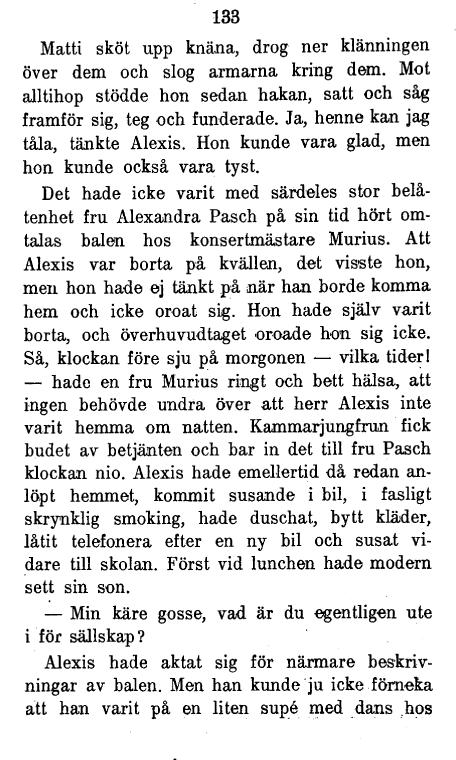 133
Matti sköt upp knäna, drog ner klänningen
över dem och slog armarna kring dem. Mot
alltihop stödde hon sedan hakan, satt och såg
framför sig, teg och funderade. Ja, henne kan jag
tåla, tänkte Alexis. Hon kunde vara glad, men
hon kunde också vara tyst.
Det hade icke varit med särdeles stor belå-
tenhet fru Alexandra Pasch på sin tid hört om-
talas balen hos konsertmästare Murius. Att
Alexis var borta på kvällen, det visste hon,
men hon hade ej tänkt på när han borde komma
hem och icke oroat sig. Hon hade själv varit
borta, och överhuvudtaget oroade hon sig icke.
Så, klockan före sju på morgonen — vilka tider!
— hade en fru Murius ringt och bett hälsa, att
ingen behövde undra över att herr Alexis inte
varit hemma om natten. Kammarjungfrun fick
budet av betjänten och bar in det till fru Pasch
klockan nio. Alexis hade emellertid då redan an-
löpt hemmet, kommit susande i bil, i fasligt
skrynklig smoking, hade duschat, bytt kläder,
låtit telefonera efter en ny bil och susat vi-
dare till skolan. Först vid lunchen hade modern
sett sin son.
— Min käre gosse, vad är du egentligen ute
i för sällskap?
Alexis hade aktat sig för närmare beskriv-
ningar av balen. Men han kunde ju icke förneka
att han varit på en liten supé med dans hos